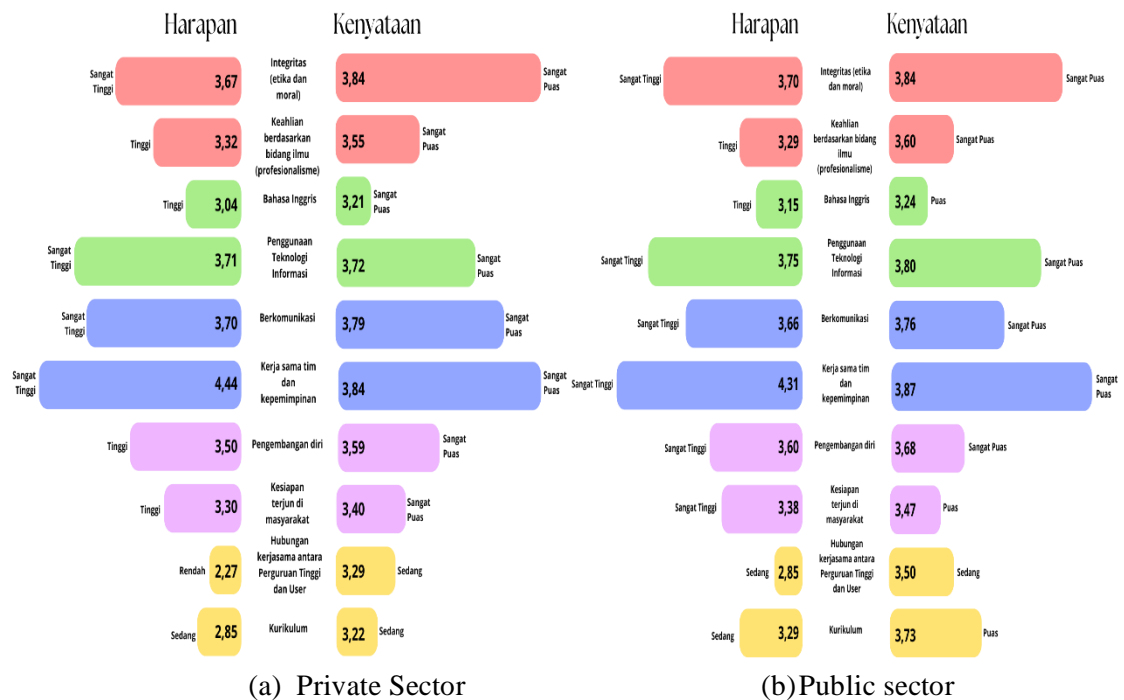 Harapan Kenyataan
Sangat
Tinggi
3,67
Integritas
(etika dan
moral)
3,84
Sangat
Puas
Tinggi
3,32
Keahlian
berdasarkan
bidang ilmu
(profesionalisme)
3,55
Sangat
Puas
Tinggi
3,04
Bahasa Inggris
3,21
Sangat
Puas
Sangat
Tinggi
3,71
Penggunaan
Teknologi
Informasi
3,72
Sangat
Puas
Sangat
Tinggi
3,70
Berkomunikasi
3,79
Sangat
Puas
Sangat
Tinggi
4,44
Kerja sama tim
dan
kepemimpinan
3,84
Sangat
Puas
Tinggi
3,50
Pengembangan diri
3,59
Sangat
Puas
Tinggi
3,30
Kesiapan
terjun di
masyarakat
3,40
Sangat
Puas
Rendah
2,27
Hubungan
kerjasama antara
Perguruan Tinggi
dan User
3,29
Sedang
Sedang
2,85
Kurikulum
3,22
Sedang
(a) Private Sector
Harapan Kenyataan
Sangat Tinggi
3,70
Integritas (etika
dan moral)
3,84
Sangat Puas
Tinggi
3,29
Keahlian
berdasarkan bidang
ilmu
(profesionalisme)
3,60
Sangat Puas
Tinggi
3,15
Bahasa Inggris
3,24
Puas
Sangat Tinggi
3,75
Penggunaan
Teknologi
Informasi
3,80
Sangat Puas
Sangat Tinggi
3,66
Berkomunikasi
3,76
Sangat Puas
Sangat Tinggi
4,31
Kerja sama tim
dan
kepemimpinan
3,87
Sangat
Puas
Sangat Tinggi
3,60
Pengembangan diri
3,68
Sangat Puas
Sangat Tinggi
3,38
Kesiapan
terjun di
masyarakat
3,47
Puas
Sedang
2,85
Hubungan
kerjasama antara
Perguruan Tinggi
dan User
3,50
Sedang
Sedang
3,29
Kurikulum
3,73
Puas
(b)Public sector